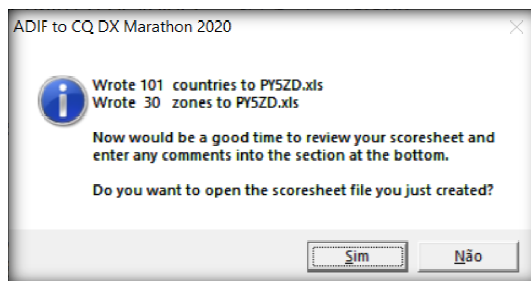 ADIF to CQ DX Marathon 2020
Wrote 101 countries to PY5ZD.xls
Wrote 30 zones to PY5ZD.xls
Now would be a good time to review your scoresheet and
enter any comments into the section at the bottom.
Do you want to open the scoresheet file you just created?
Sim
Não